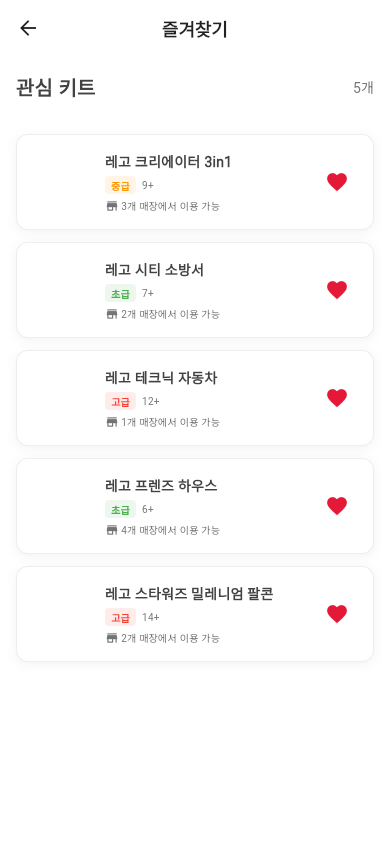 즐겨찾기
관심 키트
5개
레고 크리에이터 3in1
중급 9+
3개 매장에서 이용 가능
레고 시티 소방서
초급 7+
2개 매장에서 이용 가능
레고 테크닉 자동차
고급 12+
1개 매장에서 이용 가능
레고 프렌즈 하우스
초급 6+
4개 매장에서 이용 가능
레고 스타워즈 밀레니엄 팔콘
고급 14+
2개 매장에서 이용 가능